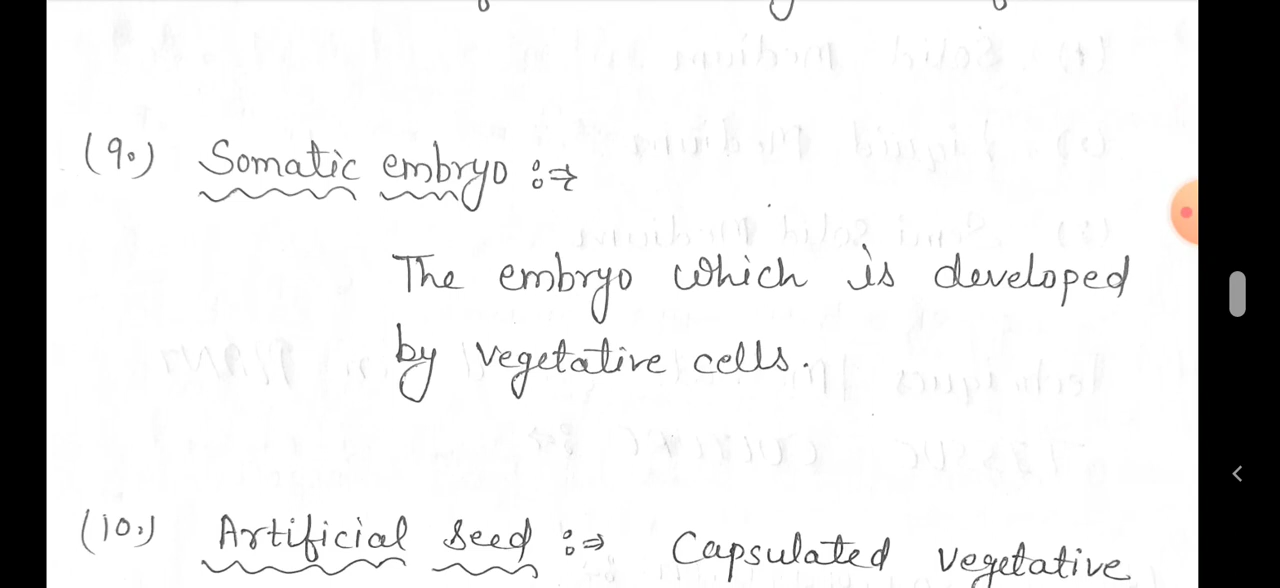 (9.) Somatic embryo :⇒
The embryo which is developed
by vegetative cells.
(10.) Artificial seed :⇒ Capsulated vegetative